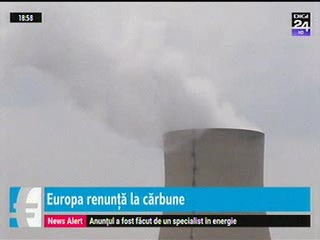 18:58
DIGI
24
HD
Europa renunță la cărbune
News Alert Anunțul a fost făcut de un specialist în energie